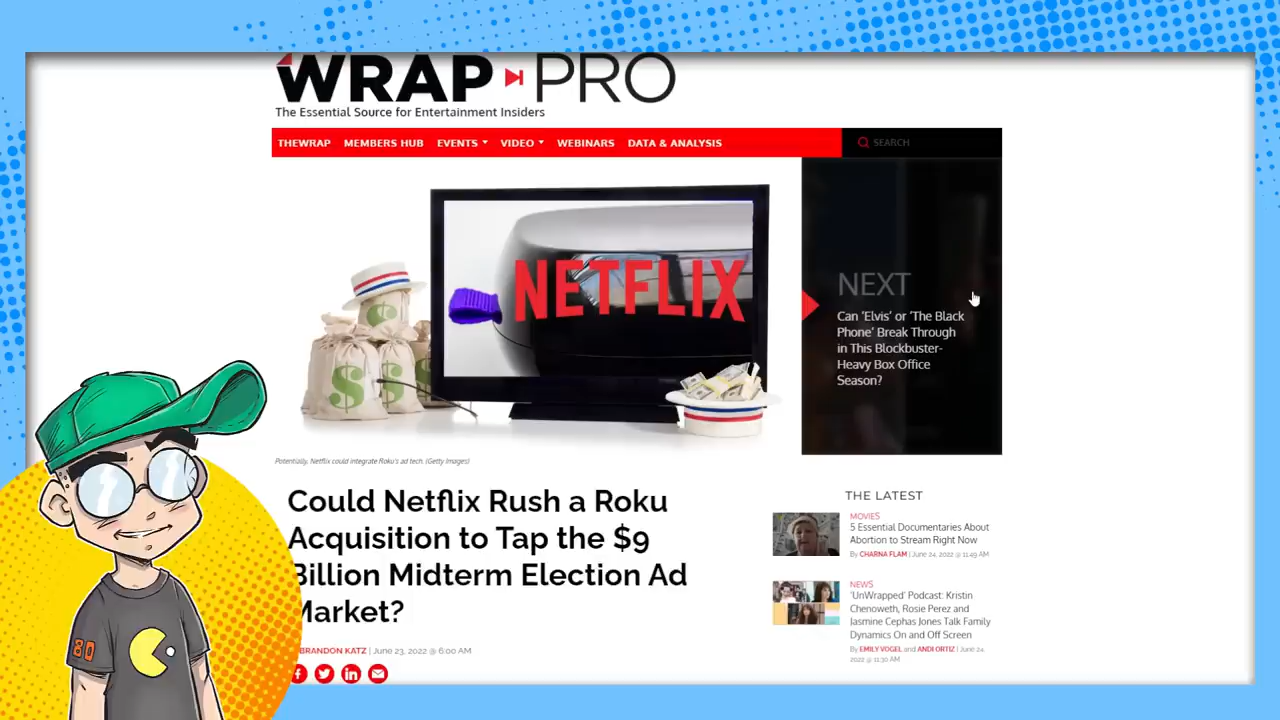 WRAP PRO
The Essential Source for Entertainment Insiders
THEWRAP MEMBERS HUB EVENTS VIDEO WEBINARS DATA & ANALYSIS SEARCH
NETFLIX
$ $
NEXT
Can ‘Elvis’ or ‘The Black
Phone’ Break Through
in This Blockbuster-
Heavy Box Office
Season?
Potentially, Netflix could integrate Roku's ad tech. (Getty Images)
Could Netflix Rush a Roku
Acquisition to Tap the $9
Billion Midterm Election Ad
Market?
BRANDON KATZ | June 23, 2022 @ 6:00 AM
THE LATEST
MOVIES
5 Essential Documentaries About
Abortion to Stream Right Now
By CHARNA FLAM | June 24, 2022 @ 11:49 AM
NEWS
‘UnWrapped’ Podcast: Kristin
Chenoweth, Rosie Perez and
Jasmine Cephas Jones Talk Family
Dynamics On and Off Screen
By EMILY VOGEL and ANDI ORTIZ | June 24,
2022 @ 11:30 AM
80